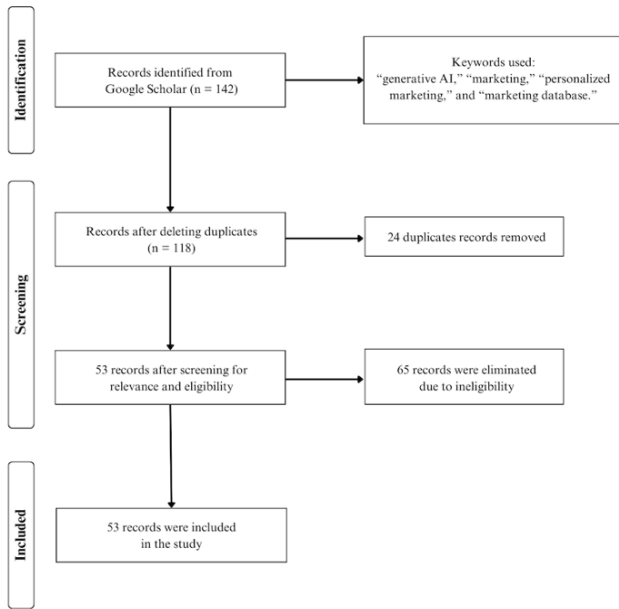 Identification
Records identified from
Google Scholar (n = 142)
Keywords used:
“generative AI,” “marketing,” “personalized
marketing,” and “marketing database.”
Screening
Records after deleting duplicates
(n = 118)
24 duplicates records removed
53 records after screening for
relevance and eligibility
65 records were eliminated
due to ineligibility
Included
53 records were included
in the study